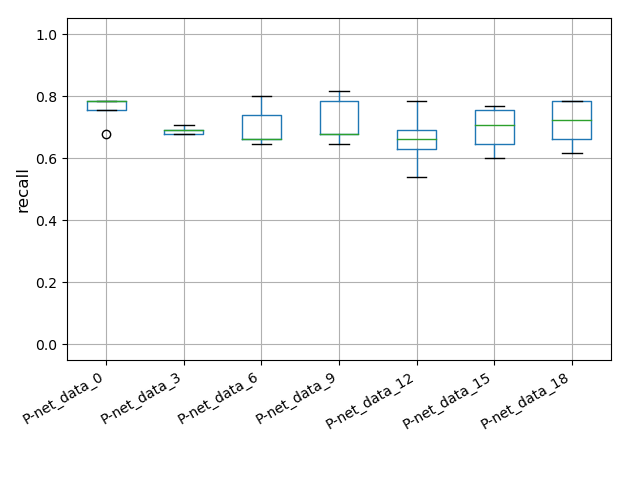 1.0
0.8
0.6
0.4
0.2
0.0
recall
P-net_data_0
P-net_data_3
P-net_data_6
P-net_data_9
P-net_data_12
P-net_data_15
P-net_data_18